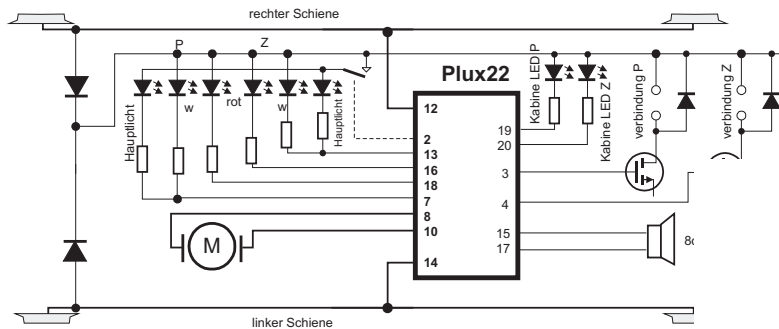 rechter Schiene
P
Z
Plux22
Kabine LED P
Kabine LED Z
verbindung P
verbindung Z
Hauptlicht
w
rot
w
Hauptlicht
12
2
13
16
18
7
8
10
14
19
20
3
4
15
17
M
linker Schiene